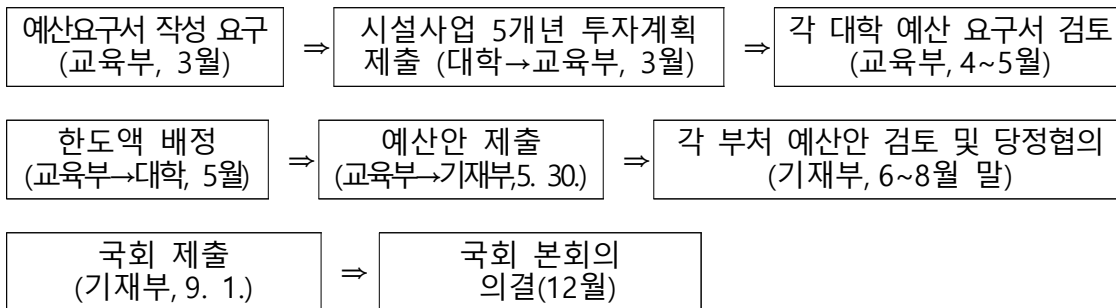 예산요구서 작성 요구
(교육부, 3월)
⇒
시설사업 5개년 투자계획
제출 (대학→교육부, 3월)
⇒
각 대학 예산 요구서 검토
(교육부, 4~5월)
한도액 배정
(교육부→대학, 5월)
⇒
예산안 제출
(교육부→기재부,5. 30.)
⇒
각 부처 예산안 검토 및 당정협의
(기재부, 6~8월 말)
국회 제출
(기재부, 9. 1.)
⇒
국회 본회의
의결(12월)